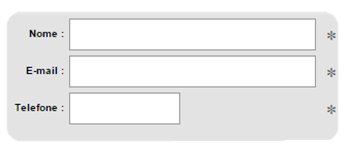 Nome : *
E-mail : *
Telefone : *